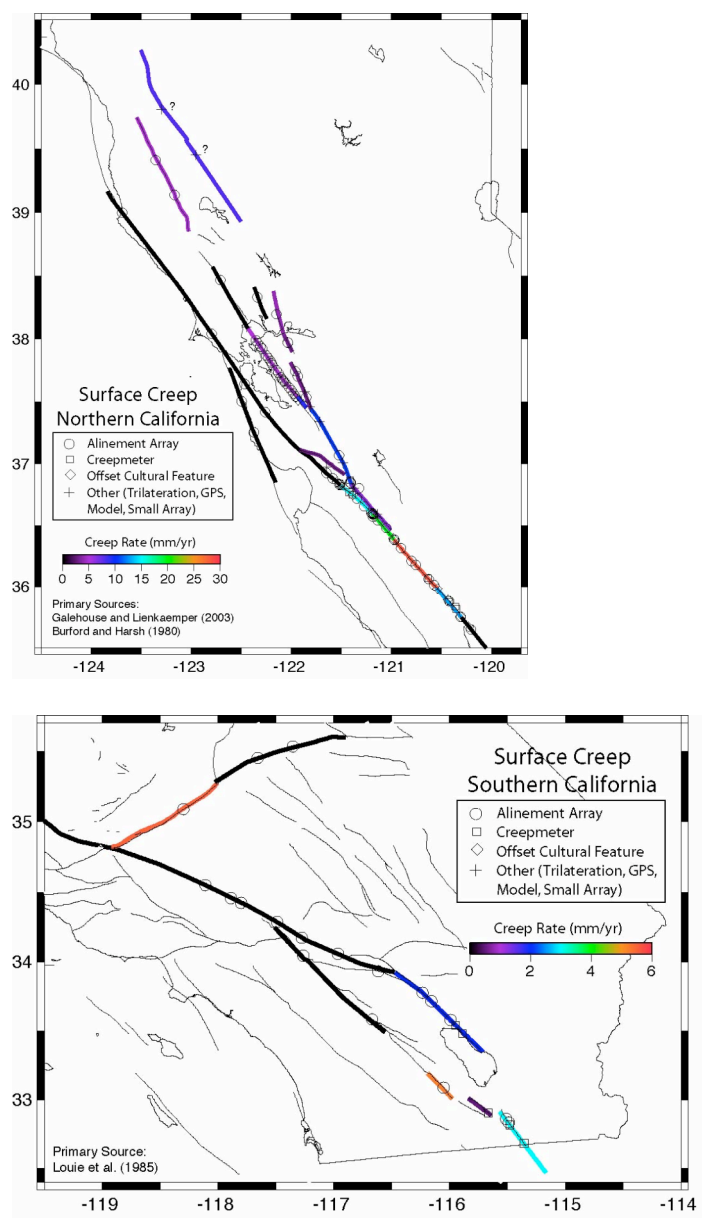 40
?
?
39
38
Surface Creep
Northern California
Alinement Array
Creepmeter
Offset Cultural Feature
Other (Trilateration, GPS,
Model, Small Array)
37
Creep Rate (mm/yr)
0 5 10 15 20 25 30
36
Primary Sources:
Galehouse and Lienkaemper (2003)
Burford and Harsh (1980)
-124 -123 -122 -121 -120
Surface Creep
Southern California
Alinement Array
Creepmeter
Offset Cultural Feature
Other (Trilateration, GPS,
Model, Small Array)
35
Creep Rate (mm/yr)
0 2 4 6
34
33
Primary Source:
Louie et al. (1985)
-119 -118 -117 -116 -115 -114